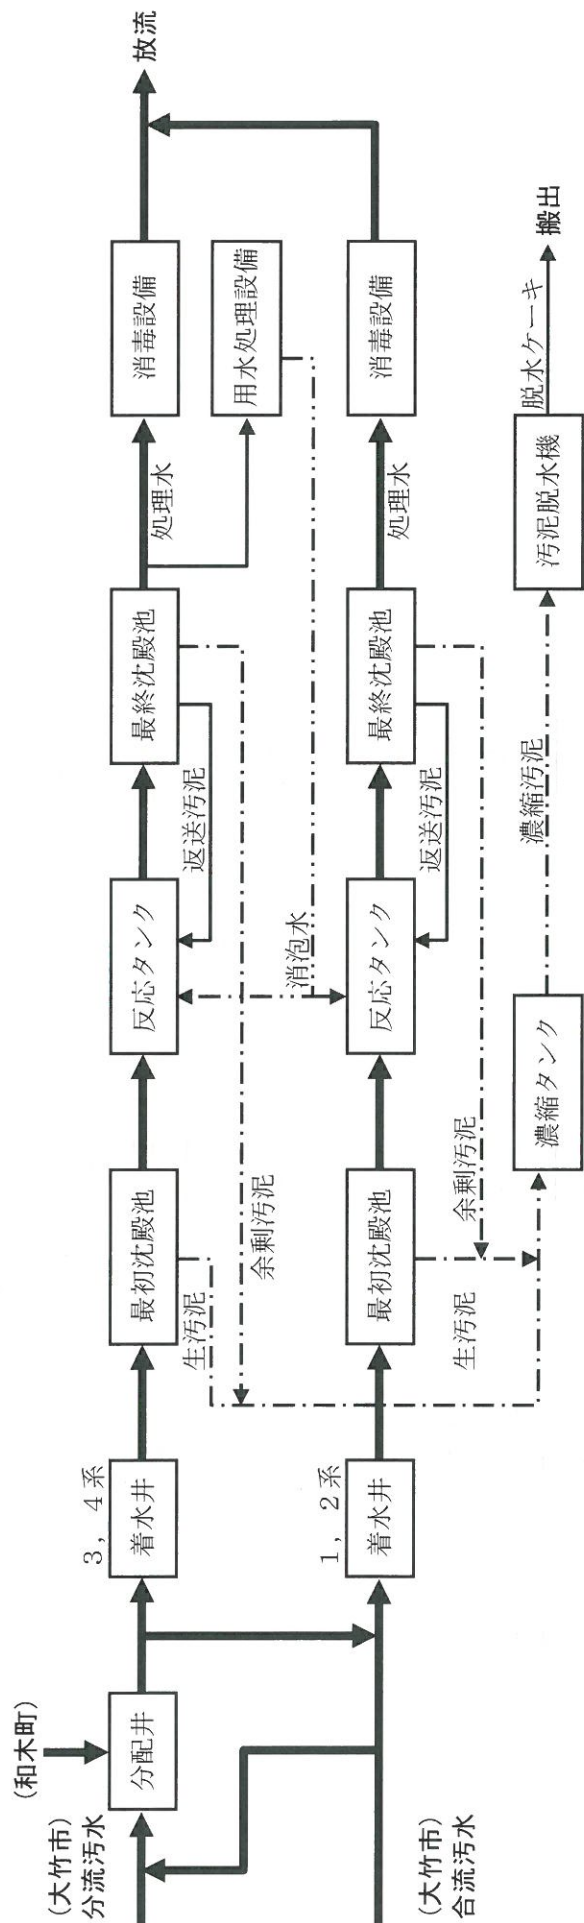 (和木町)
(大竹市)
分流汚水
分配井
3,4系
着水井
最初沈殿池
反応タンク
最終沈殿池
処理水
消毒設備
放流
生汚泥
返送汚泥
用水処理設備
余剰汚泥
消泡水
(大竹市)
合流汚水
1,2系
着水井
最初沈殿池
反応タンク
最終沈殿池
処理水
消毒設備
生汚泥
余剰汚泥
返送汚泥
濃縮タンク
濃縮汚泥
汚泥脱水機
脱水ケーキ
搬出